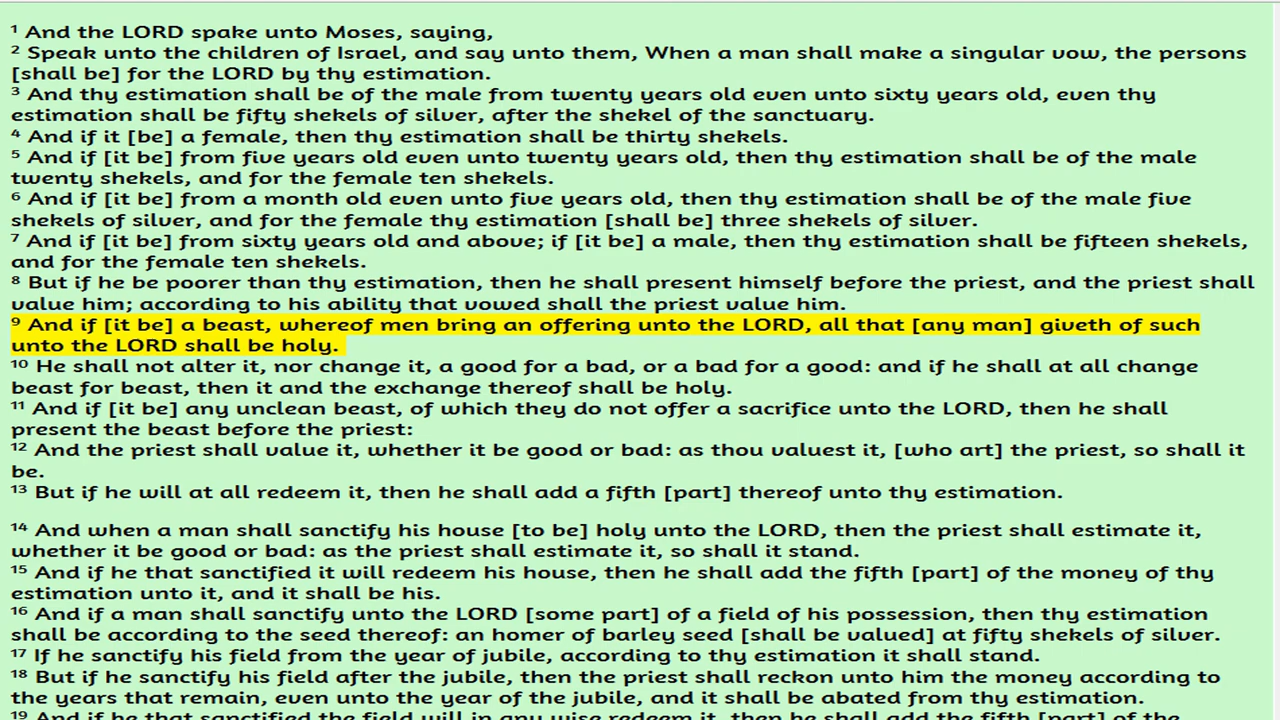 ¹ And the LORD spake unto Moses, saying,
² Speak unto the children of Israel, and say unto them, When a man shall make a singular vow, the persons
[shall be] for the LORD by thy estimation.
³ And thy estimation shall be of the male from twenty years old even unto sixty years old, even thy
estimation shall be fifty shekels of silver, after the shekel of the sanctuary.
⁴ And if it [be] a female, then thy estimation shall be thirty shekels.
⁵ And if [it be] from five years old even unto twenty years old, then thy estimation shall be of the male
twenty shekels, and for the female ten shekels.
⁶ And if [it be] from a month old even unto five years old, then thy estimation shall be of the male five
shekels of silver, and for the female thy estimation [shall be] three shekels of silver.
⁷ And if [it be] from sixty years old and above; if [it be] a male, then thy estimation shall be fifteen shekels,
and for the female ten shekels.
⁸ But if he be poorer than thy estimation, then he shall present himself before the priest, and the priest shall
value him; according to his ability that vowed shall the priest value him.
⁹ And if [it be] a beast, whereof men bring an offering unto the LORD, all that [any man] giveth of such
unto the LORD shall be holy.
¹⁰ He shall not alter it, nor change it, a good for a bad, or a bad for a good: and if he shall at all change
beast for beast, then it and the exchange thereof shall be holy.
¹¹ And if [it be] any unclean beast, of which they do not offer a sacrifice unto the LORD, then he shall
present the beast before the priest:
¹² And the priest shall value it, whether it be good or bad: as thou valuest it, [who art] the priest, so shall it
be.
¹³ But if he will at all redeem it, then he shall add a fifth [part] thereof unto thy estimation.
¹⁴ And when a man shall sanctify his house [to be] holy unto the LORD, then the priest shall estimate it,
whether it be good or bad: as the priest shall estimate it, so shall it stand.
¹⁵ And if he that sanctified it will redeem his house, then he shall add the fifth [part] of the money of thy
estimation unto it, and it shall be his.
¹⁶ And if a man shall sanctify unto the LORD [some part] of a field of his possession, then thy estimation
shall be according to the seed thereof: an homer of barley seed [shall be valued] at fifty shekels of silver.
¹⁷ If he sanctify his field from the year of jubile, according to thy estimation it shall stand.
¹⁸ But if he sanctify his field after the jubile, then the priest shall reckon unto him the money according to
the years that remain, even unto the year of the jubile, and it shall be abated from thy estimation.
¹⁹ And if he that sanctified the field will in any wise redeem it, then he shall add the fifth [part] of the